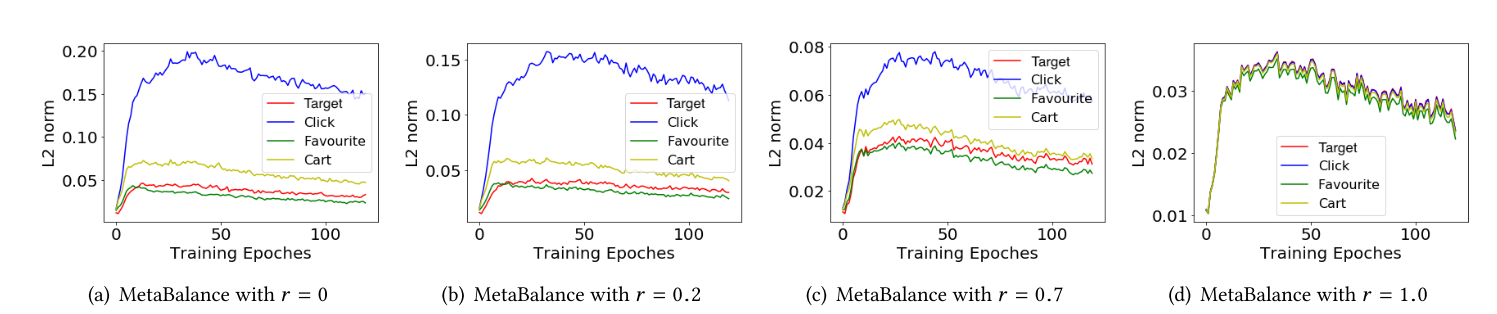 L2 norm
0.20
0.15
0.10
0.05
Target
Click
Favourite
Cart
0 50 100
Training Epoches
(a) MetaBalance with r = 0
L2 norm
0.15
0.10
0.05
Target
Click
Favourite
Cart
0 50 100
Training Epoches
(b) MetaBalance with r = 0.2
L2 norm
0.08
0.06
0.04
0.02
Target
Click
Favourite
Cart
0 50 100
Training Epoches
(c) MetaBalance with r = 0.7
L2 norm
0.03
0.02
0.01
Target
Click
Favourite
Cart
0 50 100
Training Epoches
(d) MetaBalance with r = 1.0